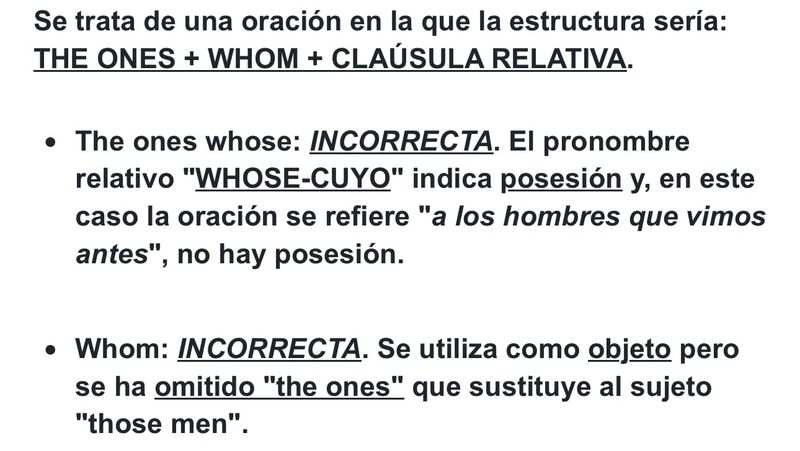 Se trata de una oración en la que la estructura sería:
THE ONES + WHOM + CLAÚSULA RELATIVA.
• The ones whose: INCORRECTA. El pronombre
relativo "WHOSE-CUYO" indica posesión y, en este
caso la oración se refiere "a los hombres que vimos
antes", no hay posesión.
• Whom: INCORRECTA. Se utiliza como objeto pero
se ha omitido "the ones" que sustituye al sujeto
"those men".